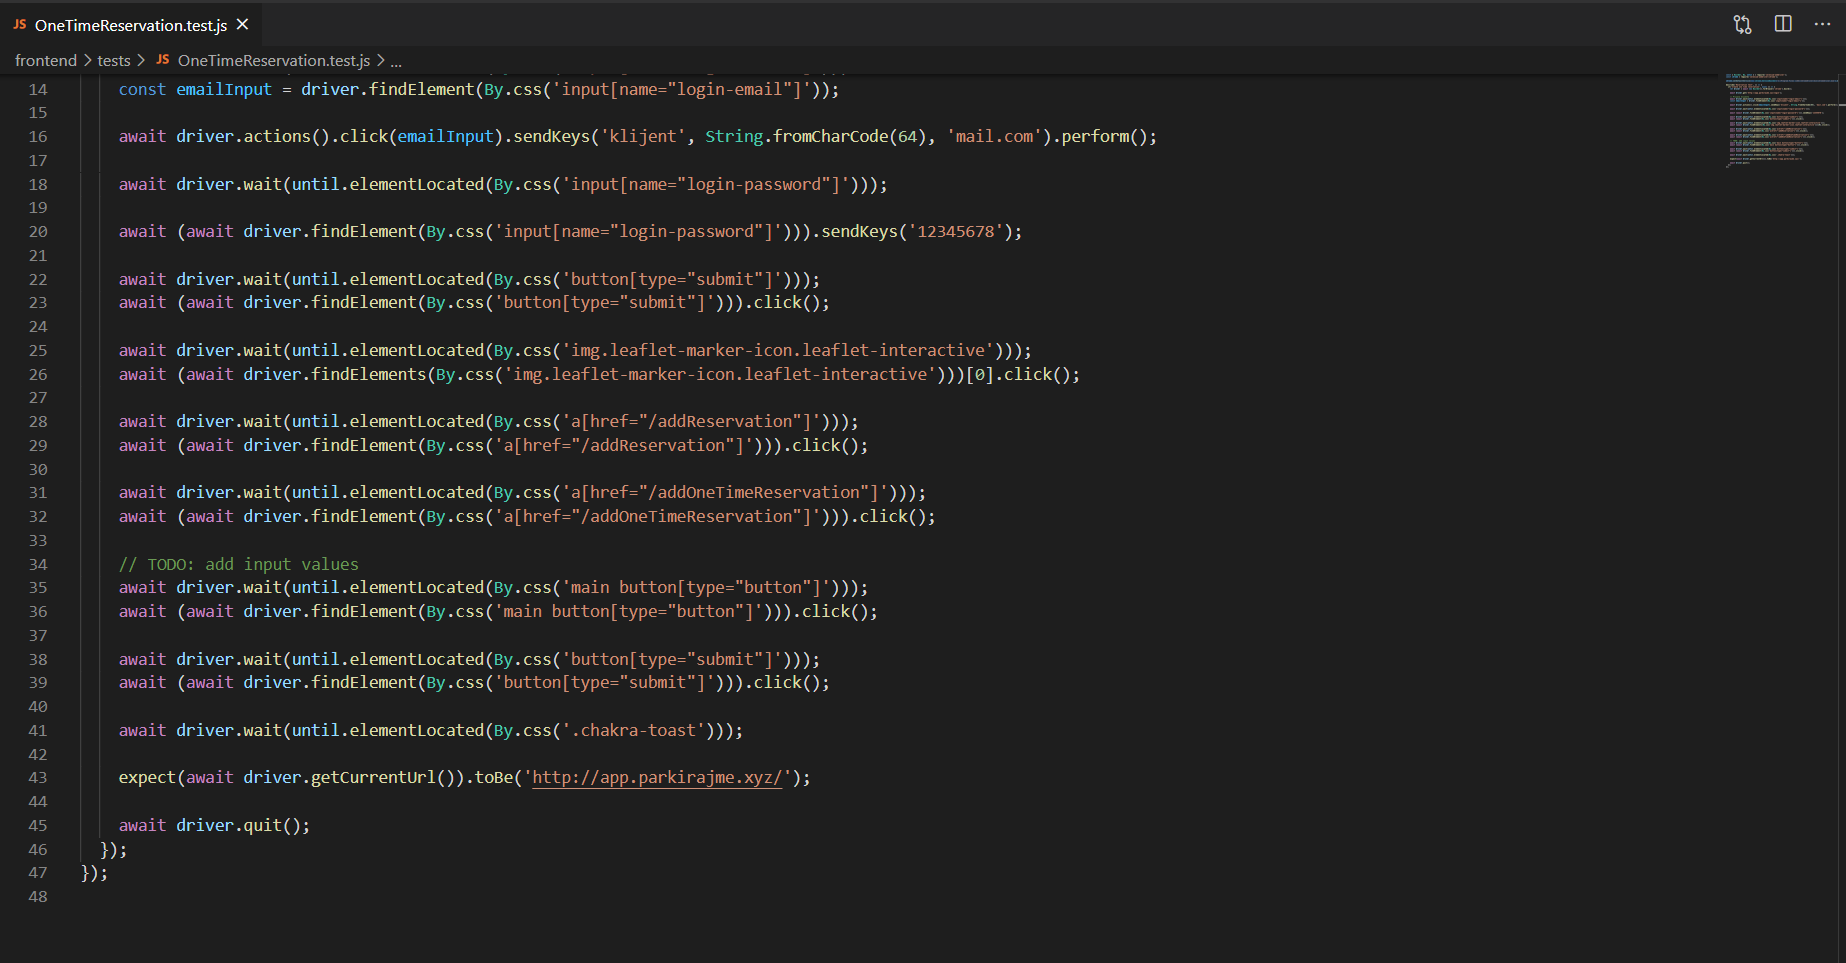 JS OneTimeReservation.test.js
frontend > tests > JS OneTimeReservation.test.js > ...
14 const emailInput = driver.findElement(By.css('input[name="login-email"]'));
15
16 await driver.actions().click(emailInput).sendKeys('klijent', String.fromCharCode(64), 'mail.com').perform();
17
18 await driver.wait(until.elementLocated(By.css('input[name="login-password"]')));
19
20 await (await driver.findElement(By.css('input[name="login-password"]'))).sendKeys('12345678');
21
22 await driver.wait(until.elementLocated(By.css('button[type="submit"]')));
23 await (await driver.findElement(By.css('button[type="submit"]'))).click();
24
25 await driver.wait(until.elementLocated(By.css('img.leaflet-marker-icon.leaflet-interactive')));
26 await (await driver.findElements(By.css('img.leaflet-marker-icon.leaflet-interactive')))[0].click();
27
28 await driver.wait(until.elementLocated(By.css('a[href="/addReservation"]')));
29 await (await driver.findElement(By.css('a[href="/addReservation"]'))).click();
30
31 await driver.wait(until.elementLocated(By.css('a[href="/addOneTimeReservation"]')));
32 await (await driver.findElement(By.css('a[href="/addOneTimeReservation"]'))).click();
33
34 // TODO: add input values
35 await driver.wait(until.elementLocated(By.css('main button[type="button"]')));
36 await (await driver.findElement(By.css('main button[type="button"]'))).click();
37
38 await driver.wait(until.elementLocated(By.css('button[type="submit"]')));
39 await (await driver.findElement(By.css('button[type="submit"]'))).click();
40
41 await driver.wait(until.elementLocated(By.css('.chakra-toast')));
42
43 expect(await driver.getCurrentUrl()).toBe('http://app.parkirajme.xyz/');
44
45 await driver.quit();
46 });
47 });
48